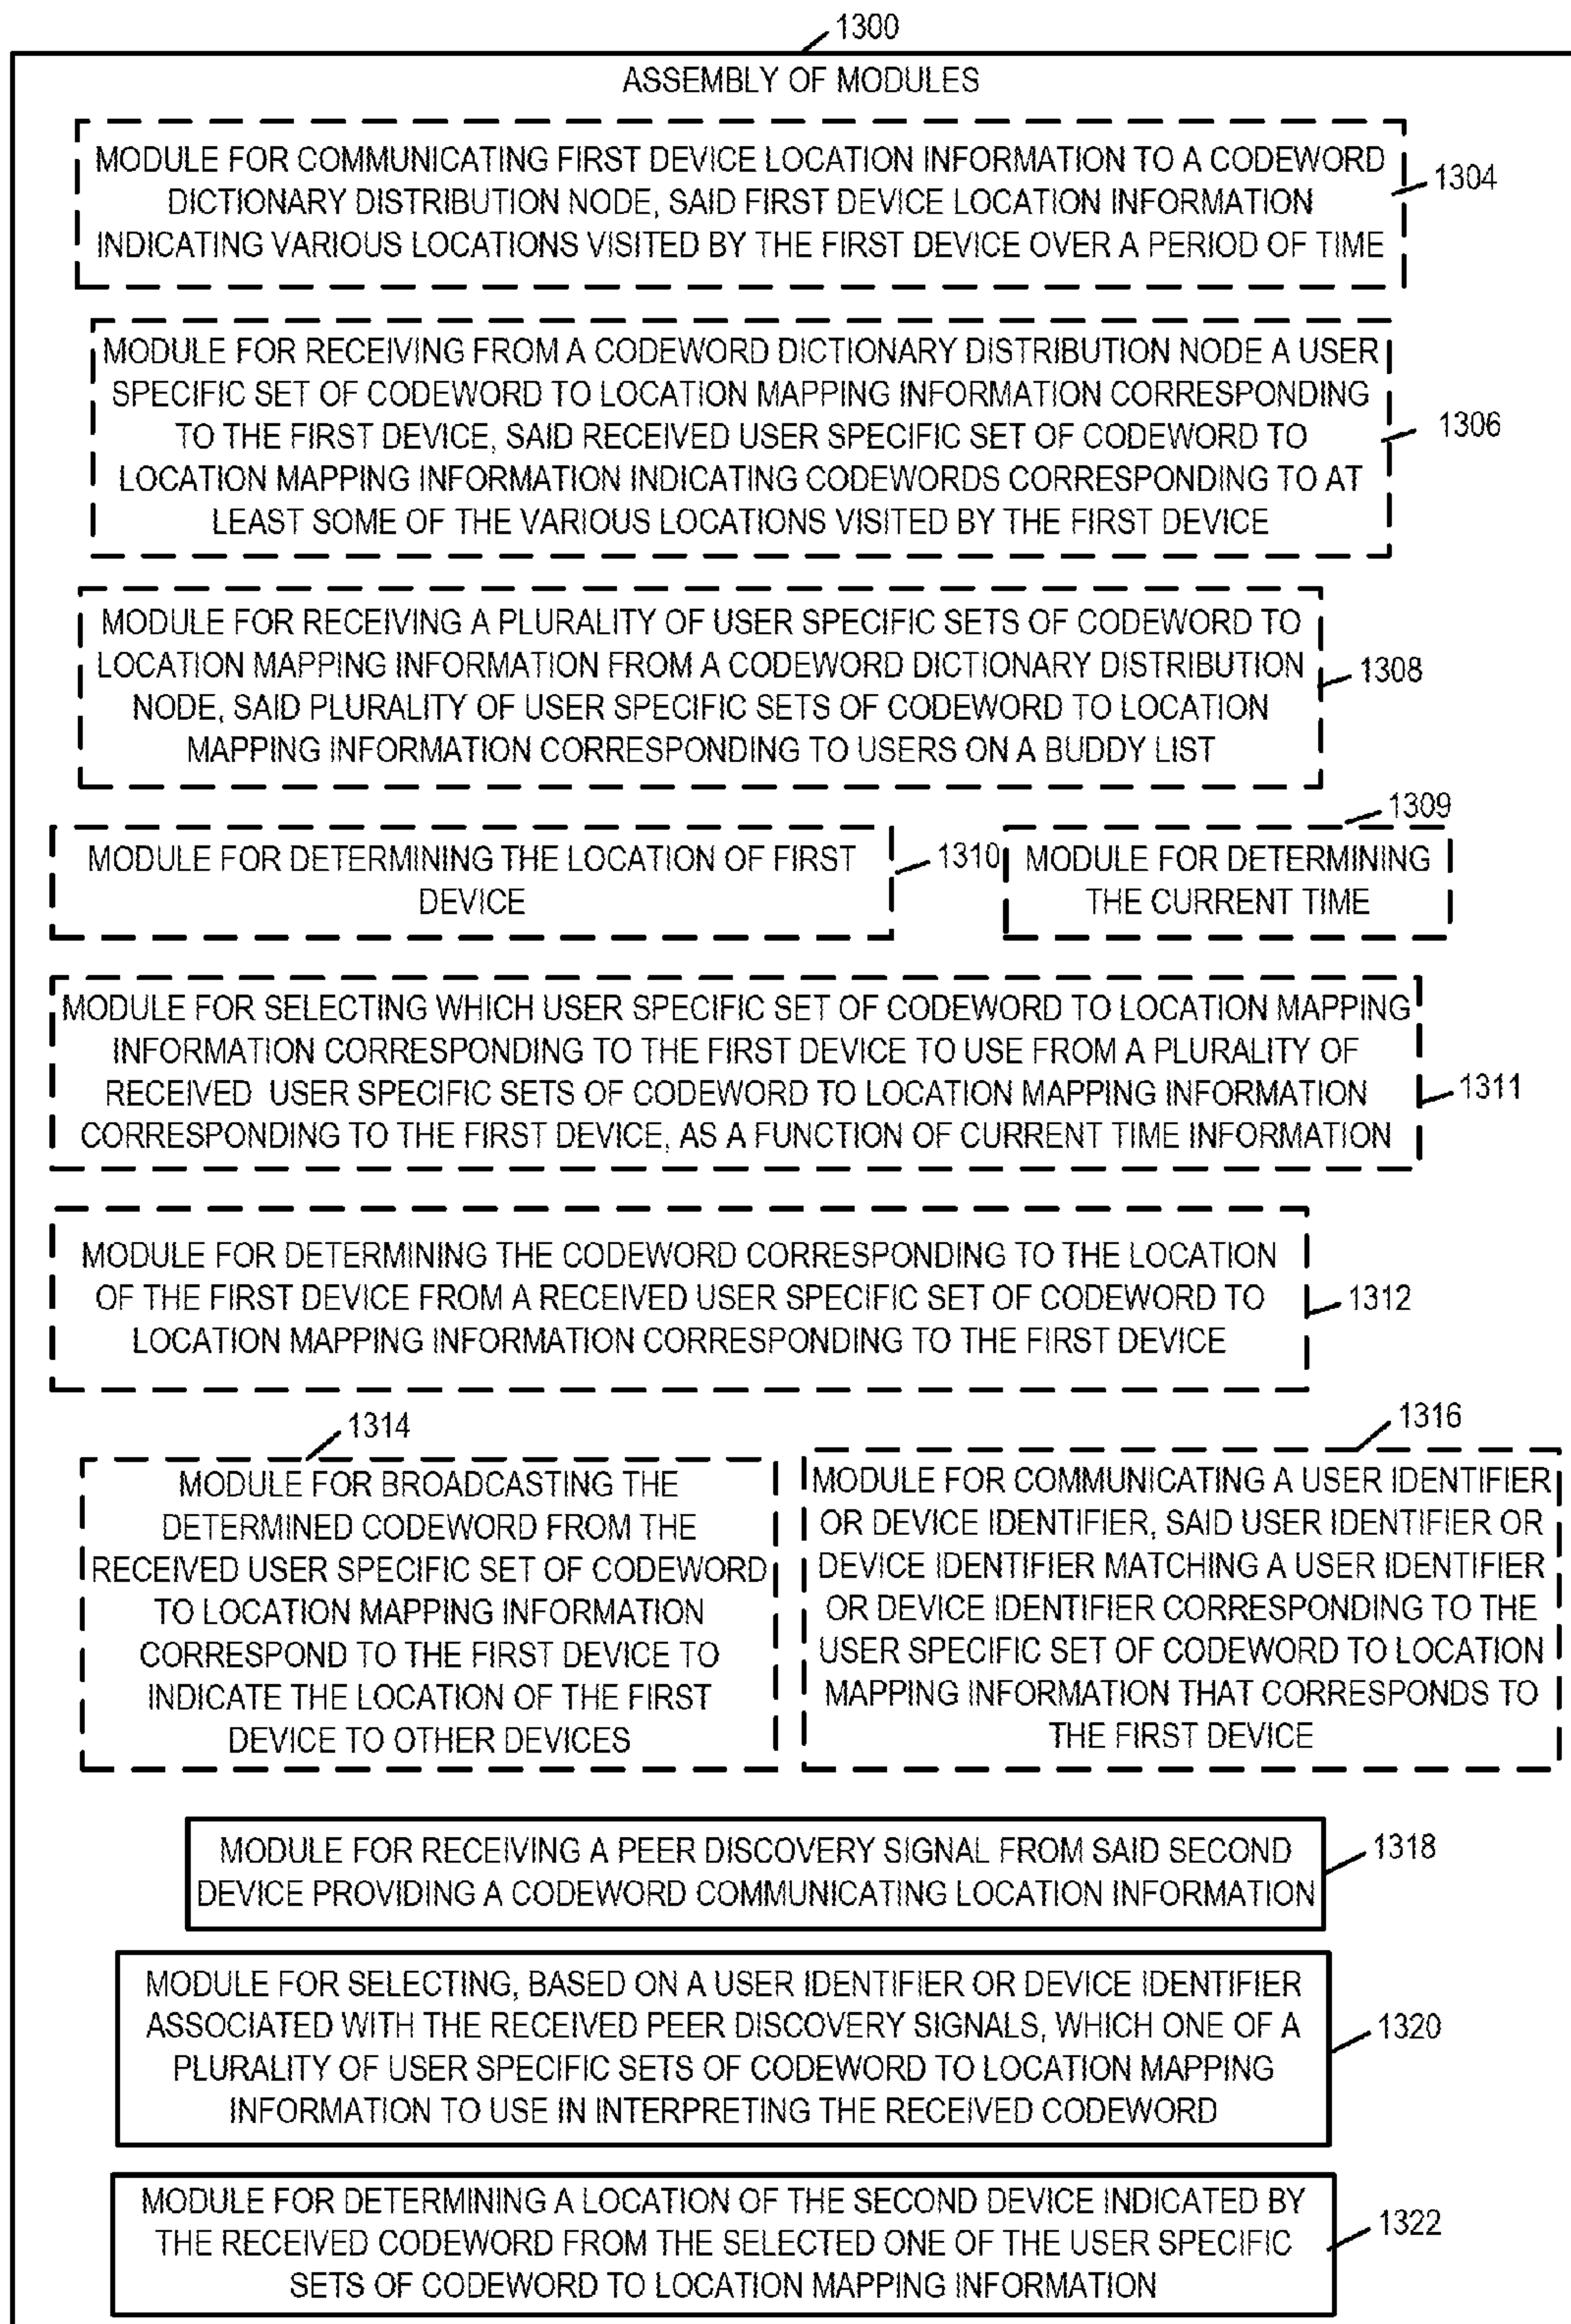 1300
ASSEMBLY OF MODULES
MODULE FOR COMMUNICATING FIRST DEVICE LOCATION INFORMATION TO A CODEWORD
DICTIONARY DISTRIBUTION NODE, SAID FIRST DEVICE LOCATION INFORMATION
INDICATING VARIOUS LOCATIONS VISITED BY THE FIRST DEVICE OVER A PERIOD OF TIME
1304
MODULE FOR RECEIVING FROM A CODEWORD DICTIONARY DISTRIBUTION NODE A USER
SPECIFIC SET OF CODEWORD TO LOCATION MAPPING INFORMATION CORRESPONDING
TO THE FIRST DEVICE, SAID RECEIVED USER SPECIFIC SET OF CODEWORD TO
LOCATION MAPPING INFORMATION INDICATING CODEWORDS CORRESPONDING TO AT
LEAST SOME OF THE VARIOUS LOCATIONS VISITED BY THE FIRST DEVICE
1306
MODULE FOR RECEIVING A PLURALITY OF USER SPECIFIC SETS OF CODEWORD TO
LOCATION MAPPING INFORMATION FROM A CODEWORD DICTIONARY DISTRIBUTION
NODE, SAID PLURALITY OF USER SPECIFIC SETS OF CODEWORD TO LOCATION
MAPPING INFORMATION CORRESPONDING TO USERS ON A BUDDY LIST
1308
MODULE FOR DETERMINING THE LOCATION OF FIRST
DEVICE
1310
1309
MODULE FOR DETERMINING
THE CURRENT TIME
MODULE FOR SELECTING WHICH USER SPECIFIC SET OF CODEWORD TO LOCATION MAPPING
INFORMATION CORRESPONDING TO THE FIRST DEVICE TO USE FROM A PLURALITY OF
RECEIVED USER SPECIFIC SETS OF CODEWORD TO LOCATION MAPPING INFORMATION
CORRESPONDING TO THE FIRST DEVICE, AS A FUNCTION OF CURRENT TIME INFORMATION
1311
MODULE FOR DETERMINING THE CODEWORD CORRESPONDING TO THE LOCATION
OF THE FIRST DEVICE FROM A RECEIVED USER SPECIFIC SET OF CODEWORD TO
LOCATION MAPPING INFORMATION CORRESPONDING TO THE FIRST DEVICE
1312
1314
MODULE FOR BROADCASTING THE
DETERMINED CODEWORD FROM THE
RECEIVED USER SPECIFIC SET OF CODEWORD
TO LOCATION MAPPING INFORMATION
CORRESPOND TO THE FIRST DEVICE TO
INDICATE THE LOCATION OF THE FIRST
DEVICE TO OTHER DEVICES
1316
MODULE FOR COMMUNICATING A USER IDENTIFIER
OR DEVICE IDENTIFIER, SAID USER IDENTIFIER OR
DEVICE IDENTIFIER MATCHING A USER IDENTIFIER
OR DEVICE IDENTIFIER CORRESPONDING TO THE
USER SPECIFIC SET OF CODEWORD TO LOCATION
MAPPING INFORMATION THAT CORRESPONDS TO
THE FIRST DEVICE
MODULE FOR RECEIVING A PEER DISCOVERY SIGNAL FROM SAID SECOND
DEVICE PROVIDING A CODEWORD COMMUNICATING LOCATION INFORMATION
1318
MODULE FOR SELECTING, BASED ON A USER IDENTIFIER OR DEVICE IDENTIFIER
ASSOCIATED WITH THE RECEIVED PEER DISCOVERY SIGNALS, WHICH ONE OF A
PLURALITY OF USER SPECIFIC SETS OF CODEWORD TO LOCATION MAPPING
INFORMATION TO USE IN INTERPRETING THE RECEIVED CODEWORD
1320
MODULE FOR DETERMINING A LOCATION OF THE SECOND DEVICE INDICATED BY
THE RECEIVED CODEWORD FROM THE SELECTED ONE OF THE USER SPECIFIC
SETS OF CODEWORD TO LOCATION MAPPING INFORMATION
1322